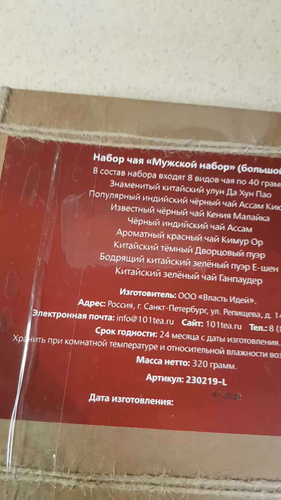 Набор чая «Мужской набор» (большой
В состав набора входят 8 видов чая по 40 грам
Знаменитый китайский улун Да Хун Пао
Популярный индийский чёрный чай Ассам Кик
Известный чёрный чай Кения Малайка
Чёрный индийский чай Ассам
Ароматный красный чай Кимур Ор
Китайский тёмный Дворцовый пуэр
Бодрящий китайский зелёный пуэр Е-шен
Китайский зелёный чай Ганпаудер
Изготовитель: ООО «Власть Идей».
Адрес: Россия, г. Санкт-Петербург, ул. Репищева, д. 14
Электронная почта: info@101tea.ru Сайт: 101tea.ru Тел.: 8 (
Срок годности: 24 месяца с даты изготовления.
Хранить при комнатной температуре и относительной влажности воз
Масса нетто: 320 грамм.
Артикул: 230219-L
Дата изготовления: